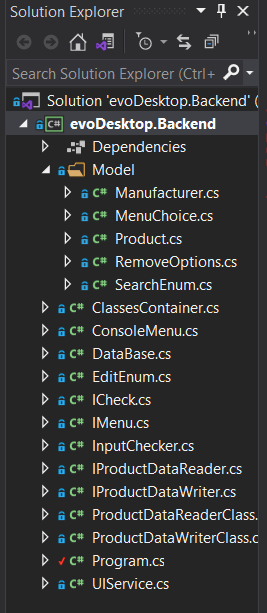 Solution Explorer
Search Solution Explorer (Ctrl+
Solution 'evoDesktop.Backend' (
C# evoDesktop.Backend
Dependencies
Model
C# Manufacturer.cs
C# MenuChoice.cs
C# Product.cs
C# RemoveOptions.cs
C# SearchEnum.cs
C# ClassesContainer.cs
C# ConsoleMenu.cs
C# DataBase.cs
C# EditEnum.cs
C# ICheck.cs
C# IMenu.cs
C# InputChecker.cs
C# IProductDataReader.cs
C# IProductDataWriter.cs
C# ProductDataReaderClass.
C# ProductDataWriterClass.c
C# Program.cs
C# UIService.cs